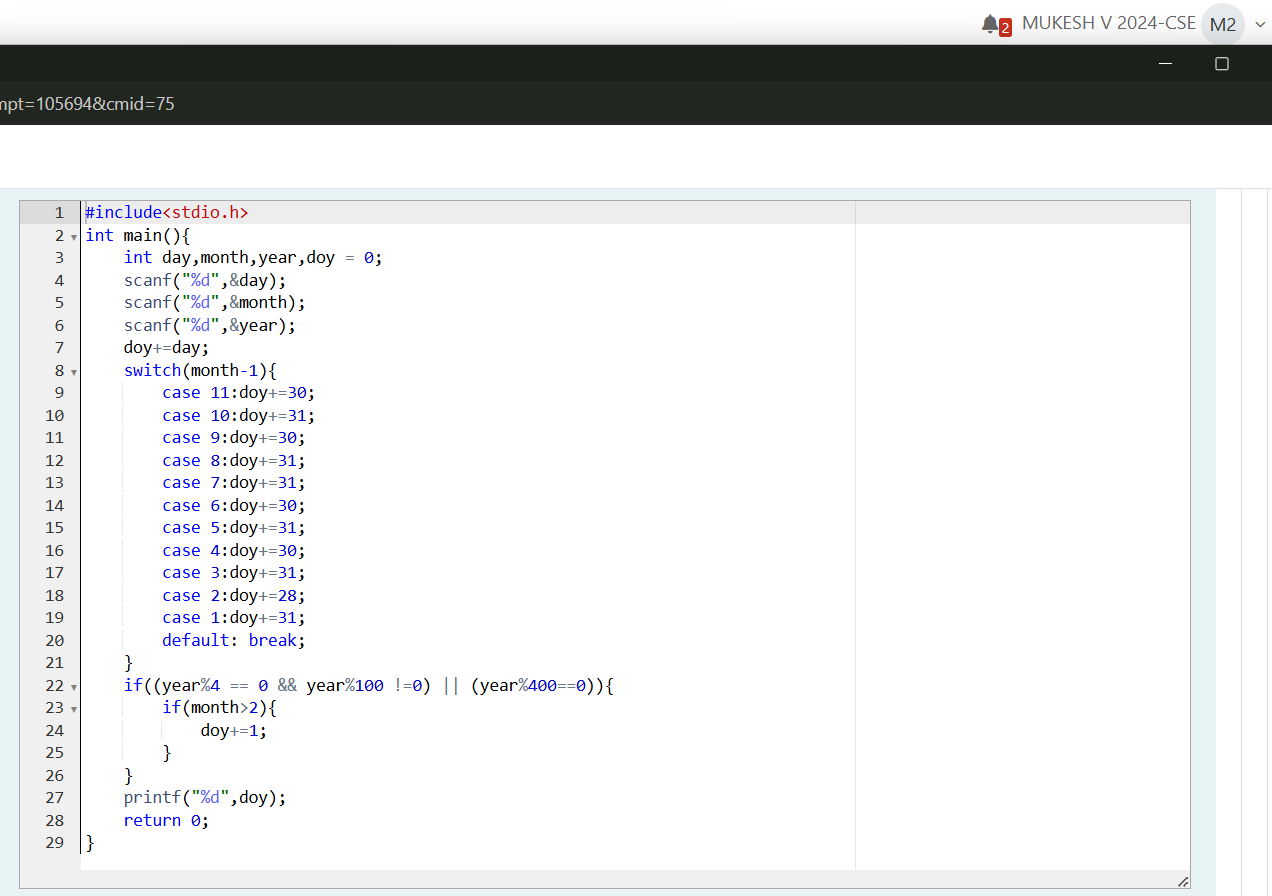 2 MUKESH V 2024-CSE M2
mpt=105694&cmid=75
1 #include<stdio.h>
2 int main(){
3     int day,month,year,doy = 0;
4     scanf("%d",&day);
5     scanf("%d",&month);
6     scanf("%d",&year);
7     doy+=day;
8     switch(month-1){
9         case 11:doy+=30;
10         case 10:doy+=31;
11         case 9:doy+=30;
12         case 8:doy+=31;
13         case 7:doy+=31;
14         case 6:doy+=30;
15         case 5:doy+=31;
16         case 4:doy+=30;
17         case 3:doy+=31;
18         case 2:doy+=28;
19         case 1:doy+=31;
20         default: break;
21     }
22     if((year%4 == 0 && year%100 !=0) || (year%400==0)){
23         if(month>2){
24             doy+=1;
25         }
26     }
27     printf("%d",doy);
28     return 0;
29 }